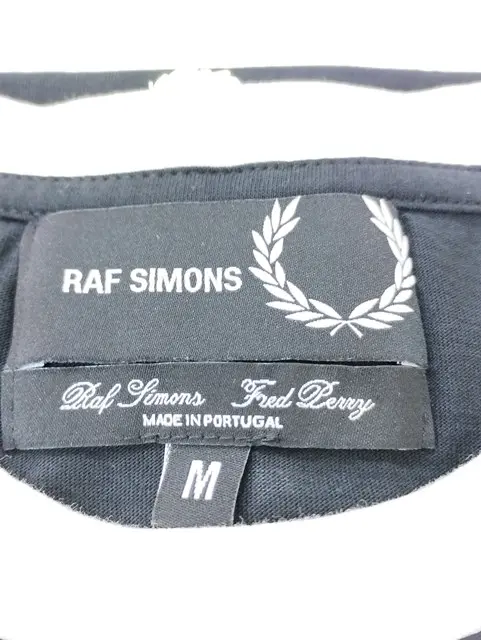 RAF SIMONS
Raf Simons Fred Perry
MADE IN PORTUGAL
M